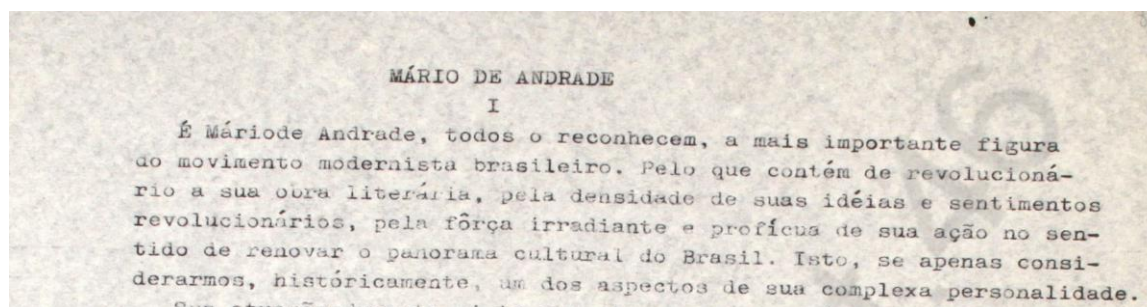 MÁRIO DE ANDRADE
I
É Máriode Andrade, todos o reconhecem, a mais importante figura
do movimento modernista brasileiro. Pelo que contém de revolucioná-
rio a sua obra literária, pela densidade de suas idéias e sentimentos
revolucionários, pela fôrça irradiante e profícua de sua ação no sen-
tido de renovar o panorama cultural do Brasil. Isto, se apenas consi-
derarmos, históricamente, um dos aspectos de sua complexa personalidade.